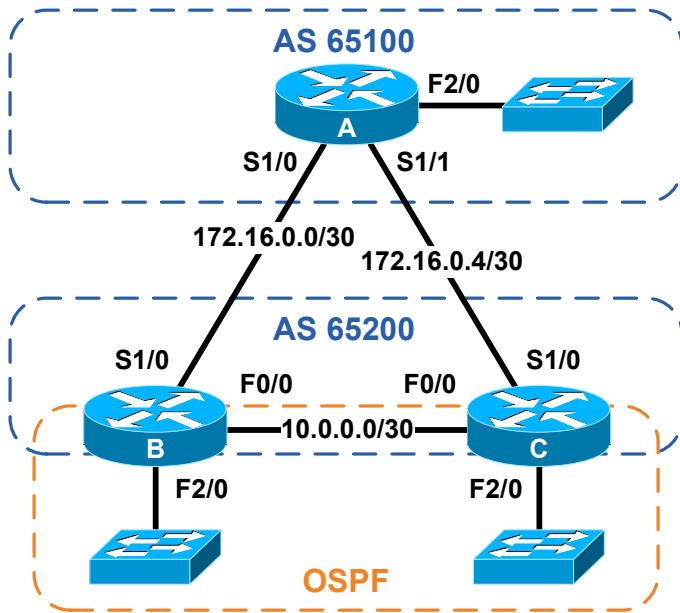 AS 65100
F2/0
A
S1/0
S1/1
172.16.0.0/30
172.16.0.4/30
AS 65200
S1/0
S1/0
F0/0
F0/0
10.0.0.0/30
B
C
F2/0
F2/0
OSPF